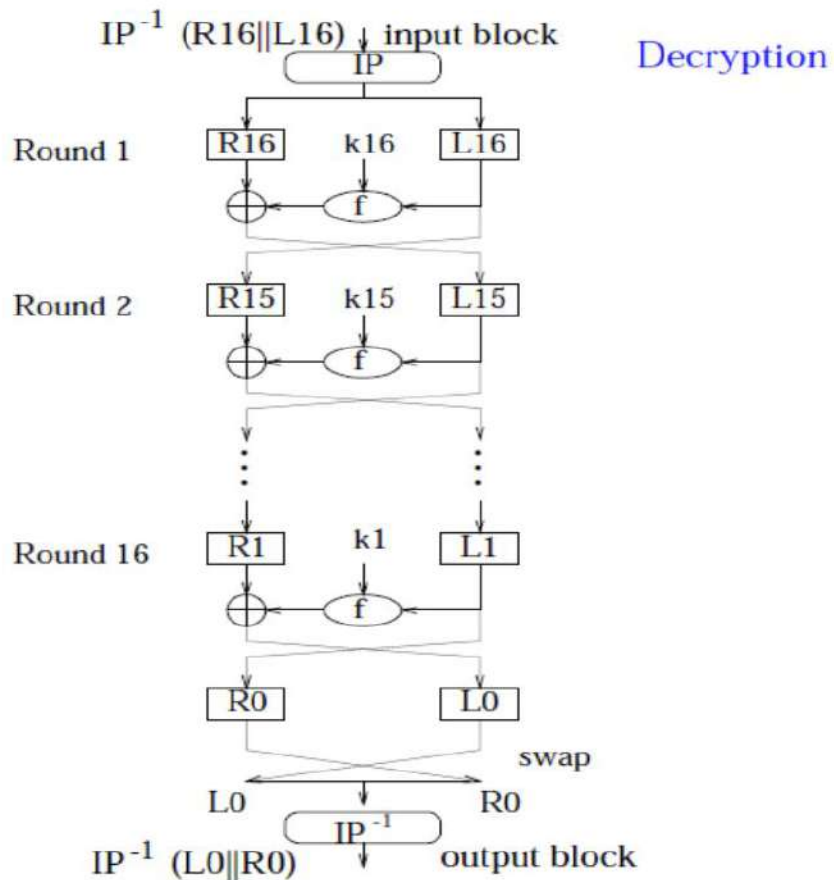 IP⁻¹ (R16||L16) input block
Decryption
IP
R16 k16 L16
Round 1
f
R15 k15 L15
Round 2
f
R1 k1 L1
Round 16
f
R0 L0
swap
L0 R0
IP⁻¹
IP⁻¹ (L0||R0) output block